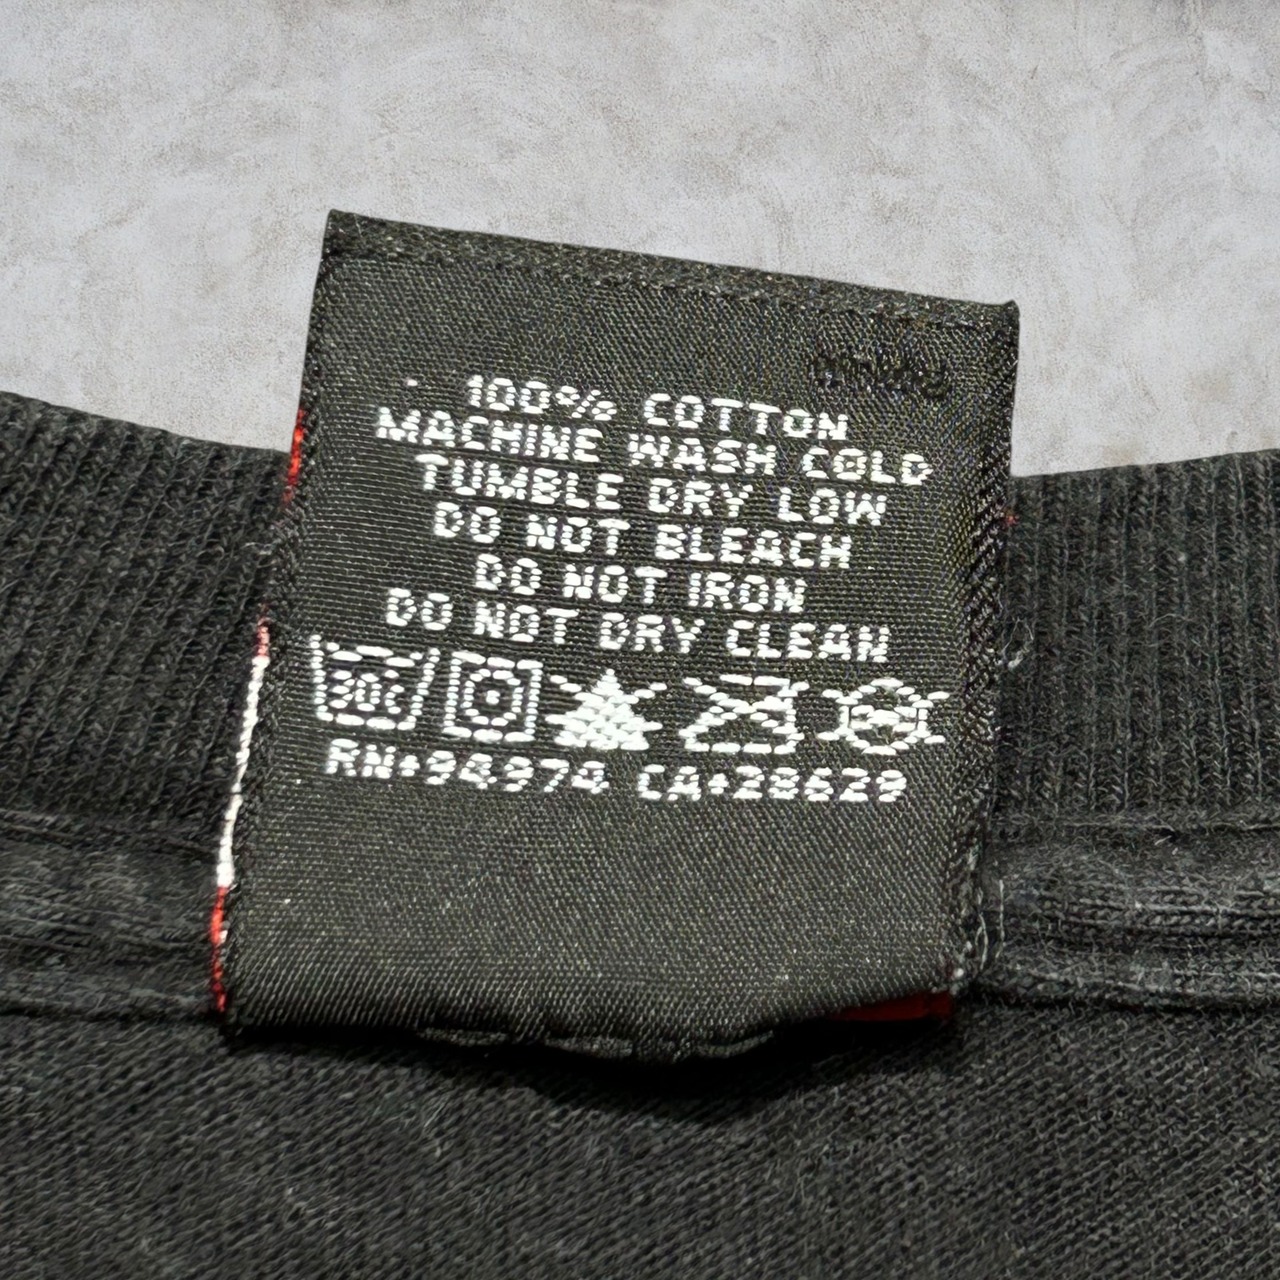 100% COTTON
MACHINE WASH COLD
TUMBLE DRY LOW
DO NOT BLEACH
DO NOT IRON
DO NOT DRY CLEAN
30c
RN♦94974 CA♦28629